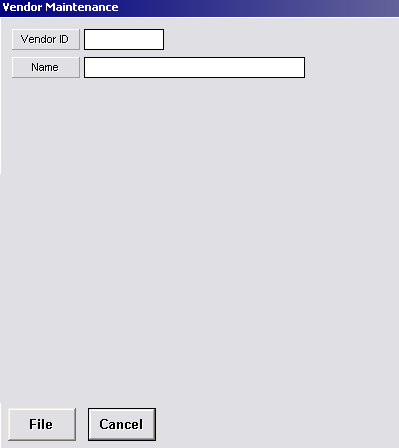 Vendor Maintenance
Vendor ID
Name
File Cancel